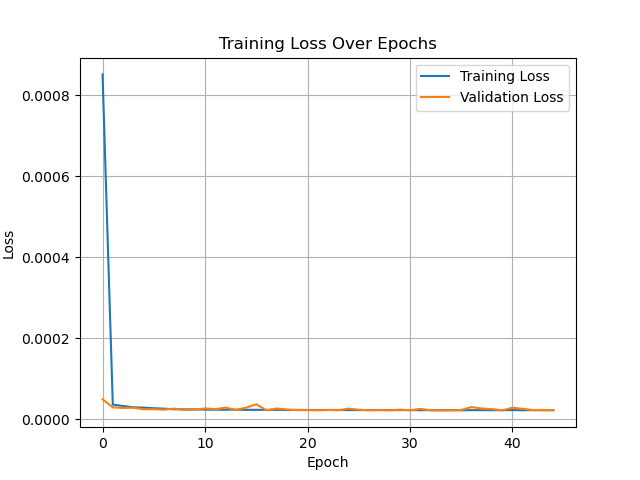 Training Loss Over Epochs
Training Loss
Validation Loss
0.0008
0.0006
0.0004
0.0002
0.0000
Loss
0
10
20
30
40
Epoch